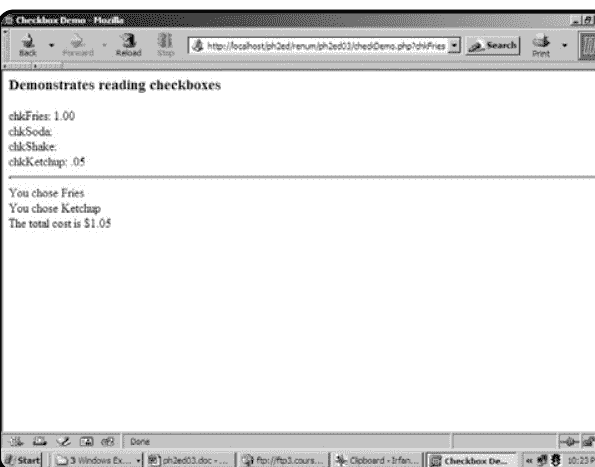 Checkbox Demo - Mozilla
Back Forward Reload Stop http://localhost/ph2ed/renum/ph2ed03/checkDemo.php?chkFries Search Print
Demonstrates reading checkboxes
chkFries: 1.00
chkSoda:
chkShake:
chkKetchup: .05
You chose Fries
You chose Ketchup
The total cost is $1.05
Done
Start 3 Windows Ex... ph2ed03.doc - ... ftp://ftp3.cours... Clipboard - Irfan... Checkbox De... 10:23 P